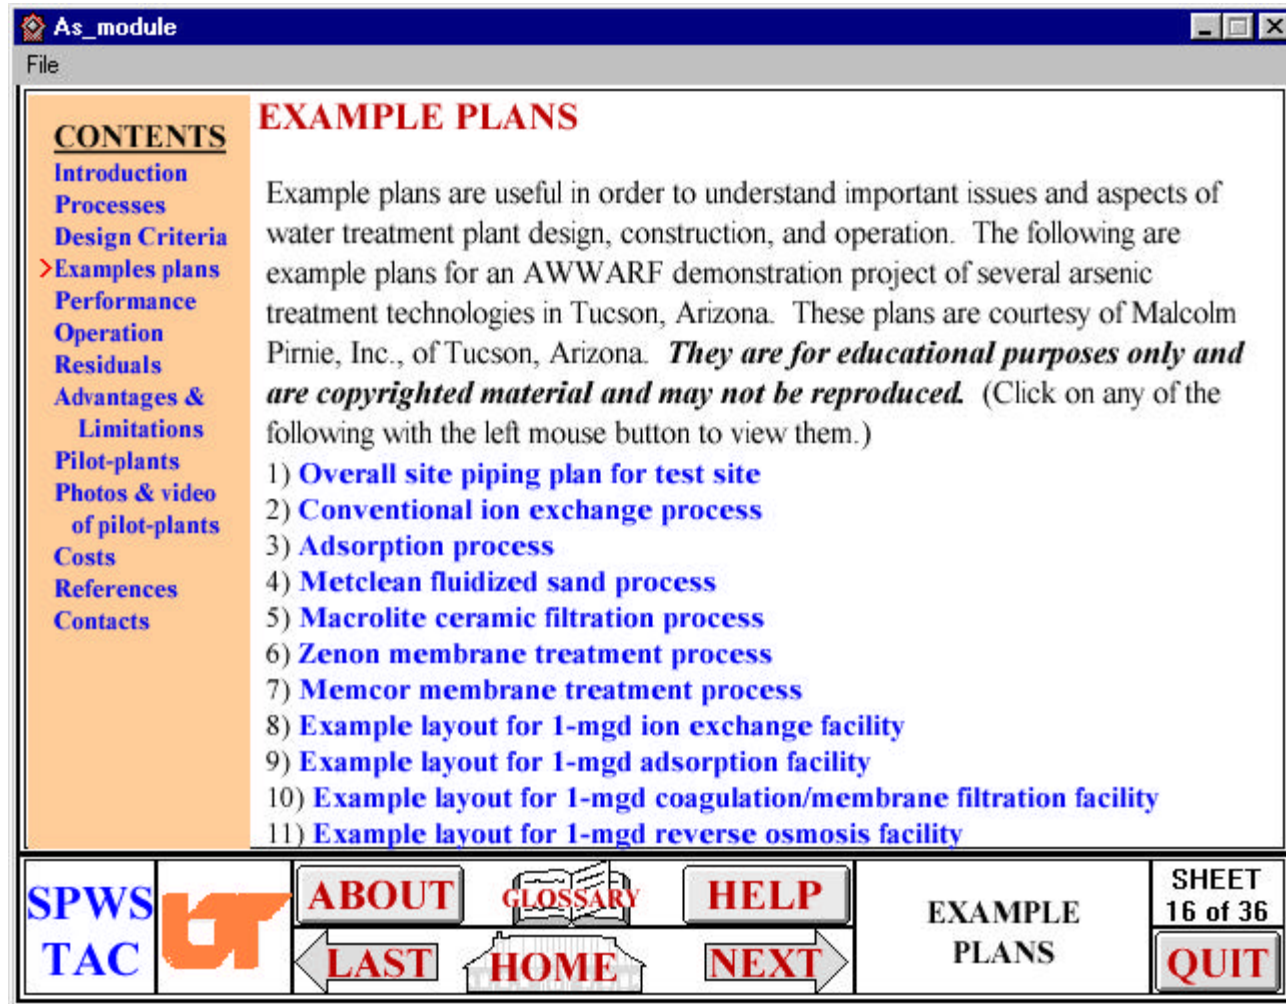 As_module
File
CONTENTS
Introduction
Processes
Design Criteria
>Examples plans
Performance
Operation
Residuals
Advantages &
Limitations
Pilot-plants
Photos & video
of pilot-plants
Costs
References
Contacts
EXAMPLE PLANS
Example plans are useful in order to understand important issues and aspects of
water treatment plant design, construction, and operation. The following are
example plans for an AWWARF demonstration project of several arsenic
treatment technologies in Tucson, Arizona. These plans are courtesy of Malcolm
Pirnie, Inc., of Tucson, Arizona. They are for educational purposes only and
are copyrighted material and may not be reproduced. (Click on any of the
following with the left mouse button to view them.)
1) Overall site piping plan for test site
2) Conventional ion exchange process
3) Adsorption process
4) Metclean fluidized sand process
5) Macrolite ceramic filtration process
6) Zenon membrane treatment process
7) Memcor membrane treatment process
8) Example layout for 1-mgd ion exchange facility
9) Example layout for 1-mgd adsorption facility
10) Example layout for 1-mgd coagulation/membrane filtration facility
11) Example layout for 1-mgd reverse osmosis facility
SPWS
TAC
UT
ABOUT
GLOSSARY
HELP
LAST
HOME
NEXT
EXAMPLE
PLANS
SHEET
16 of 36
QUIT